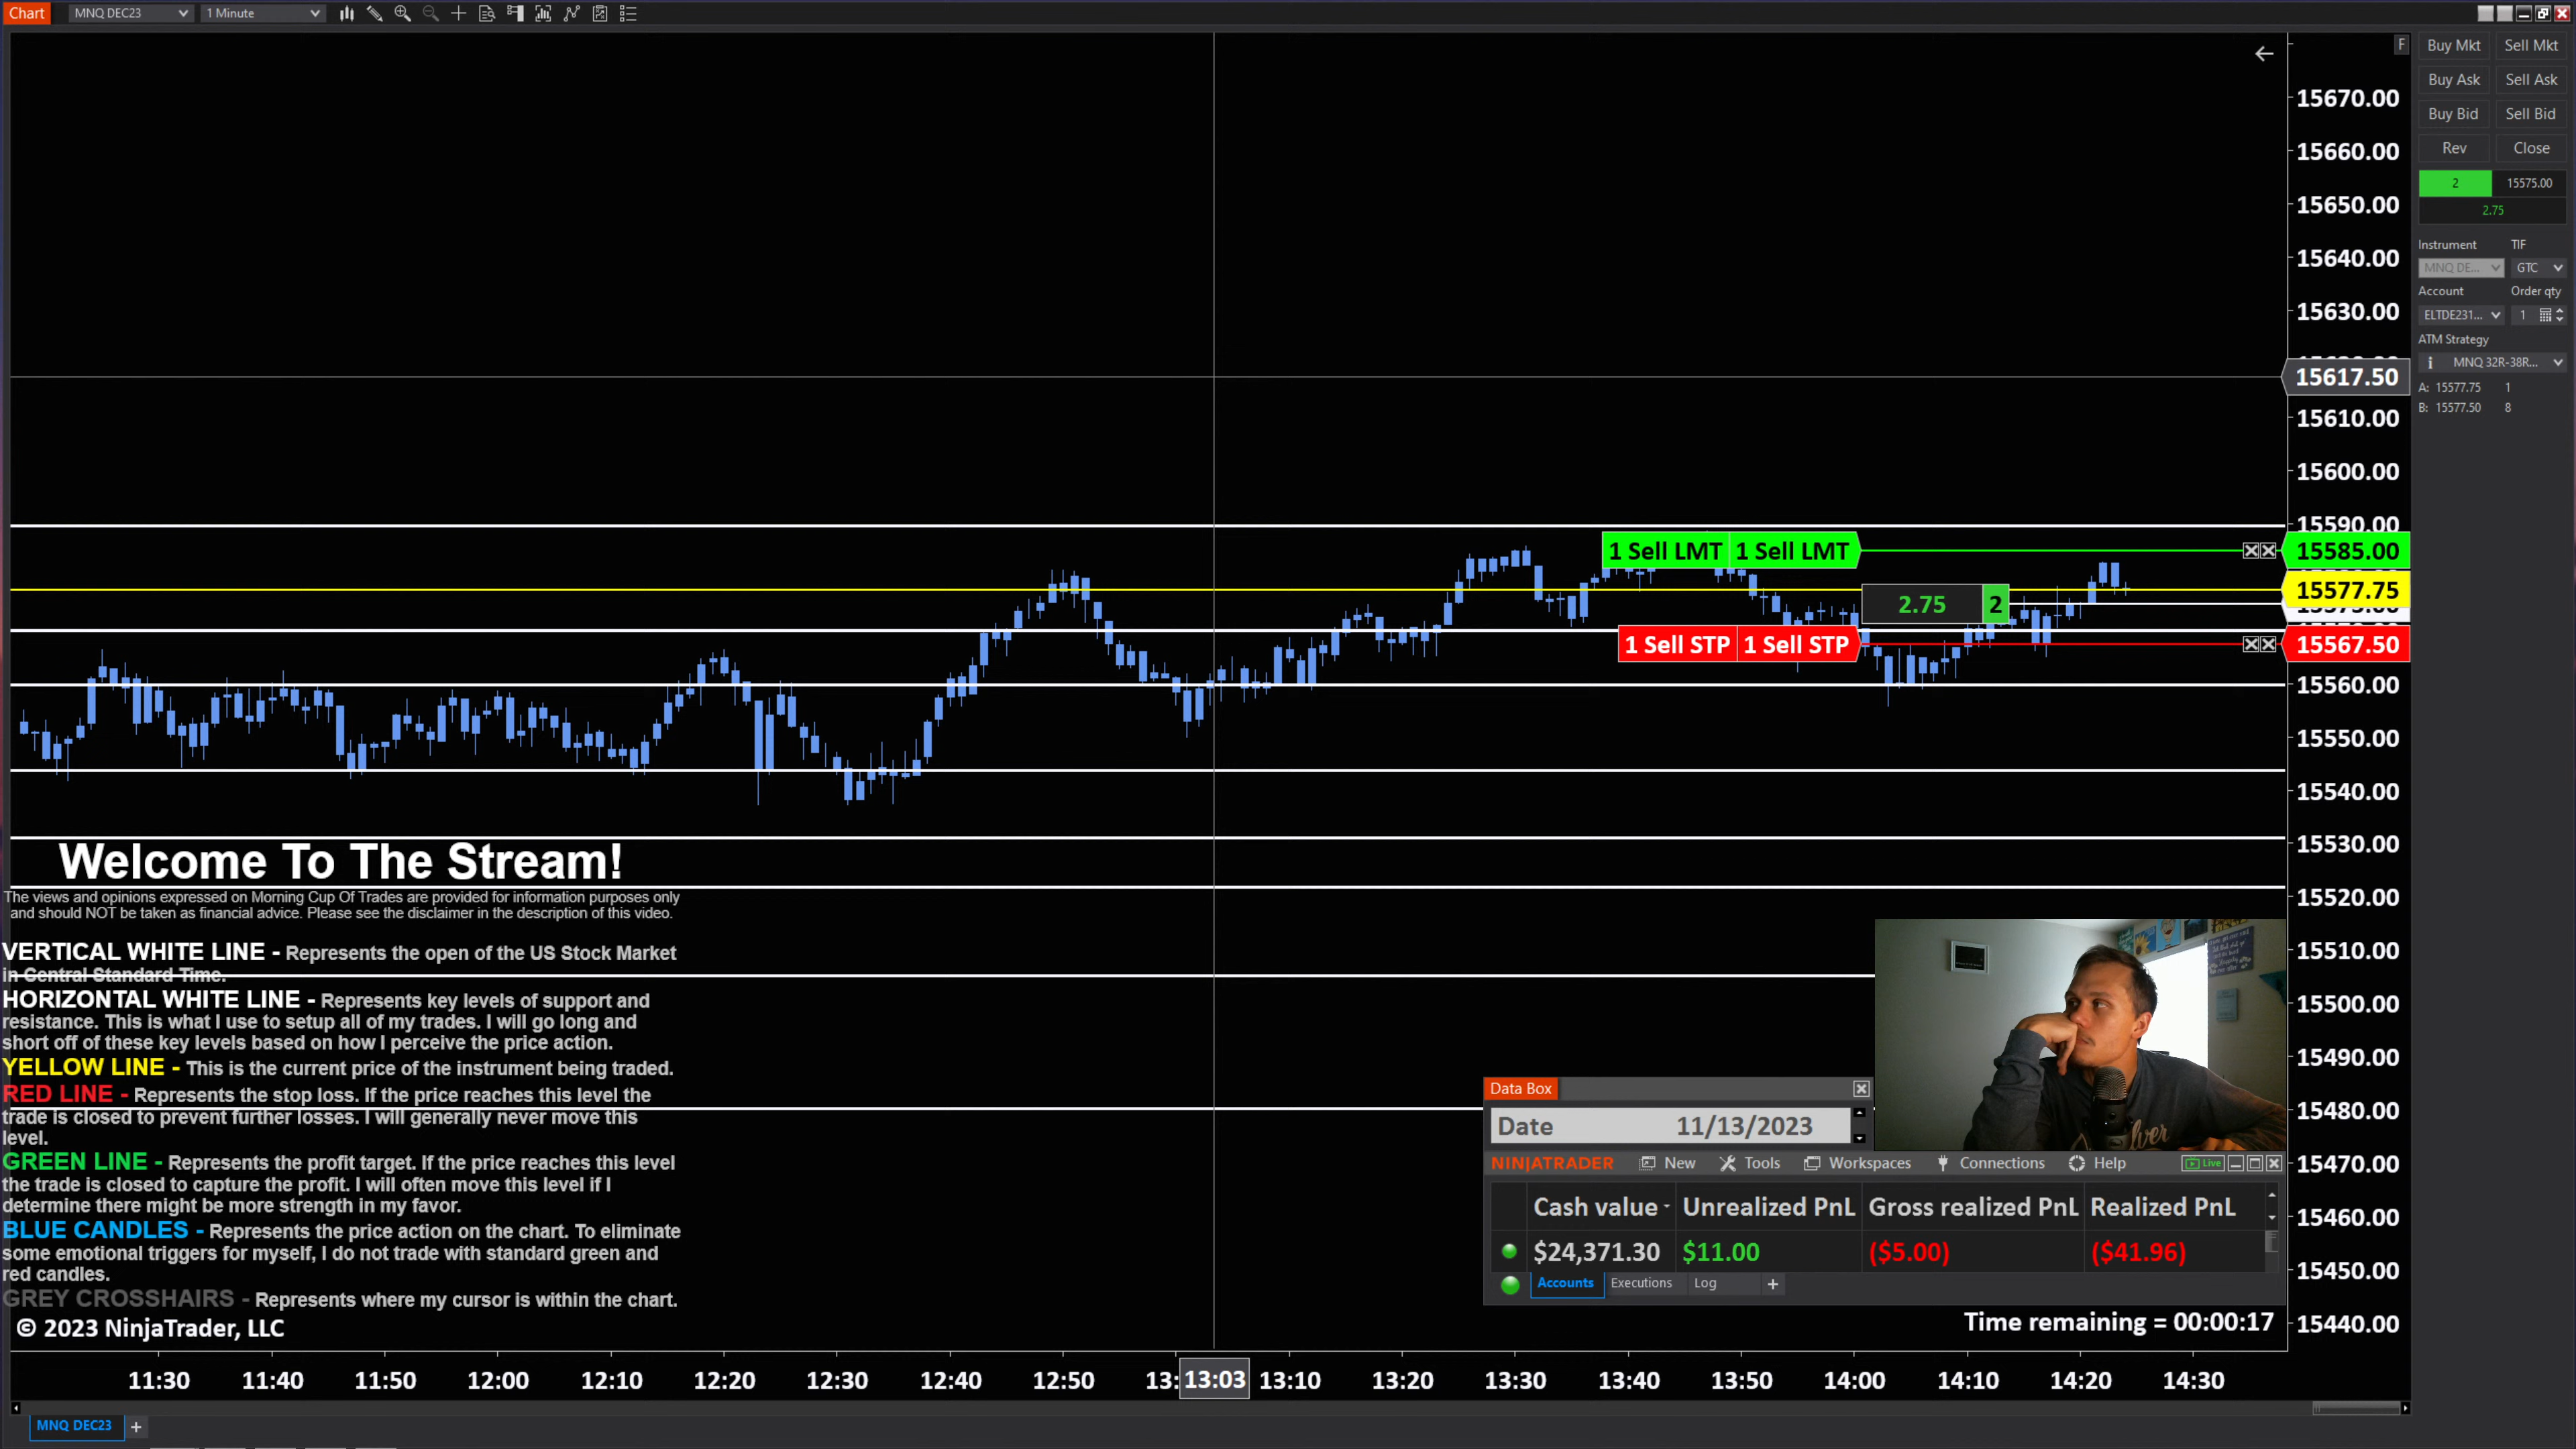 Chart MNQ DEC23 1 Minute
F
Buy Mkt Sell Mkt
Buy Ask Sell Ask
Buy Bid Sell Bid
Rev Close
2 15575.00
2.75
Instrument TIF
MNQ DE... GTC
Account Order qty
ELTDE231... 1
ATM Strategy
MNQ 32R-38R...
A: 15577.75 1
B: 15577.50 8
15670.00
15660.00
15650.00
15640.00
15630.00
15617.50
15610.00
15600.00
15590.00
1 Sell LMT 1 Sell LMT 15585.00
15577.75
2.75 2 15575.00
1 Sell STP 1 Sell STP 15567.50
15560.00
15550.00
15540.00
15530.00
15520.00
15510.00
15500.00
15490.00
15480.00
15470.00
15460.00
15450.00
15440.00
Welcome To The Stream!
The views and opinions expressed on Morning Cup Of Trades are provided for information purposes only
and should NOT be taken as financial advice. Please see the disclaimer in the description of this video.
VERTICAL WHITE LINE - Represents the open of the US Stock Market
in Central Standard Time.
HORIZONTAL WHITE LINE - Represents key levels of support and
resistance. This is what I use to setup all of my trades. I will go long and
short off of these key levels based on how I perceive the price action.
YELLOW LINE - This is the current price of the instrument being traded.
RED LINE - Represents the stop loss. If the price reaches this level the
trade is closed to prevent further losses. I will generally never move this
level.
GREEN LINE - Represents the profit target. If the price reaches this level
the trade is closed to capture the profit. I will often move this level if I
determine there might be more strength in my favor.
BLUE CANDLES - Represents the price action on the chart. To eliminate
some emotional triggers for myself, I do not trade with standard green and
red candles.
GREY CROSSHAIRS - Represents where my cursor is within the chart.
© 2023 NinjaTrader, LLC
Data Box
Date 11/13/2023
NINJATRADER New Tools Workspaces Connections Help Live
Cash value Unrealized PnL Gross realized PnL Realized PnL
$24,371.30 $11.00 ($5.00) ($41.96)
Accounts Executions Log +
Time remaining = 00:00:17
11:30 11:40 11:50 12:00 12:10 12:20 12:30 12:40 12:50 13: 13:03 13:10 13:20 13:30 13:40 13:50 14:00 14:10 14:20 14:30
MNQ DEC23 +